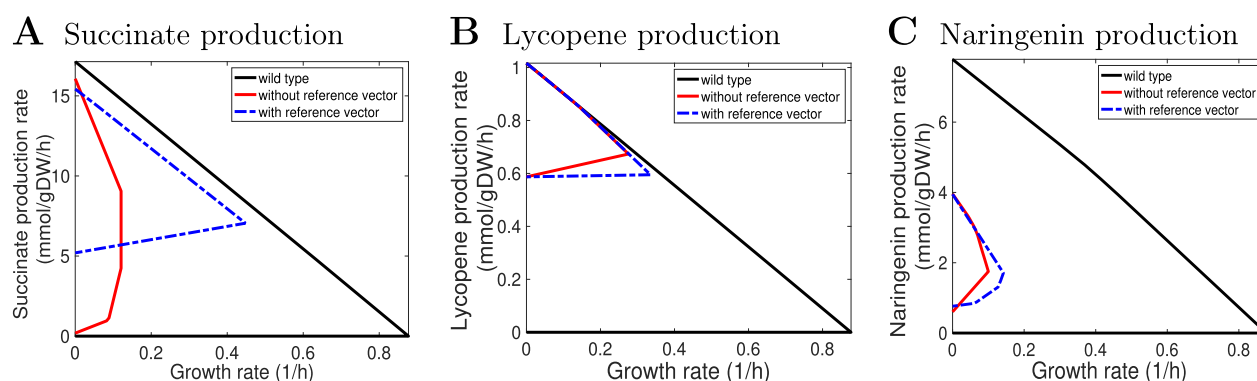 A Succinate production
Succinate production rate
(mmol/gDW/h)
15
10
5
0
wild type
without reference vector
with reference vector
0 0.2 0.4 0.6 0.8
Growth rate (1/h)
B Lycopene production
Lycopene production rate
(mmol/gDW/h)
1
0.8
0.6
0.4
0.2
0
wild type
without reference vector
with reference vector
0 0.2 0.4 0.6 0.8
Growth rate (1/h)
C Naringenin production
Naringenin production rate
(mmol/gDW/h)
6
4
2
0
wild type
without reference vector
with reference vector
0 0.2 0.4 0.6 0.8
Growth rate (1/h)